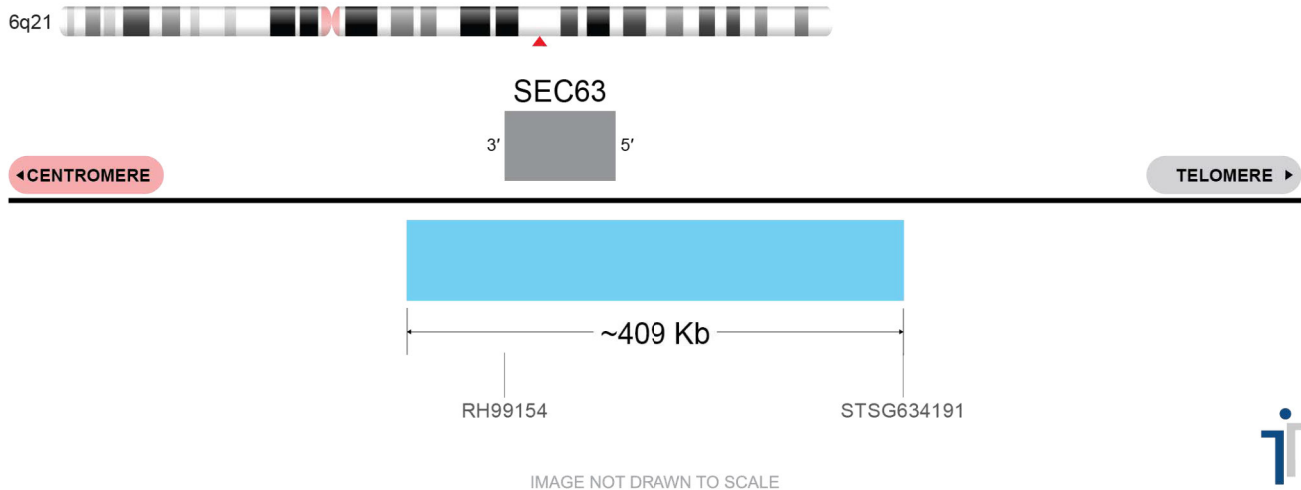 6q21
SEC63
3′
5′
◄CENTROMERE
TELOMERE ►
~409 Kb
RH99154
STSG634191
IMAGE NOT DRAWN TO SCALE